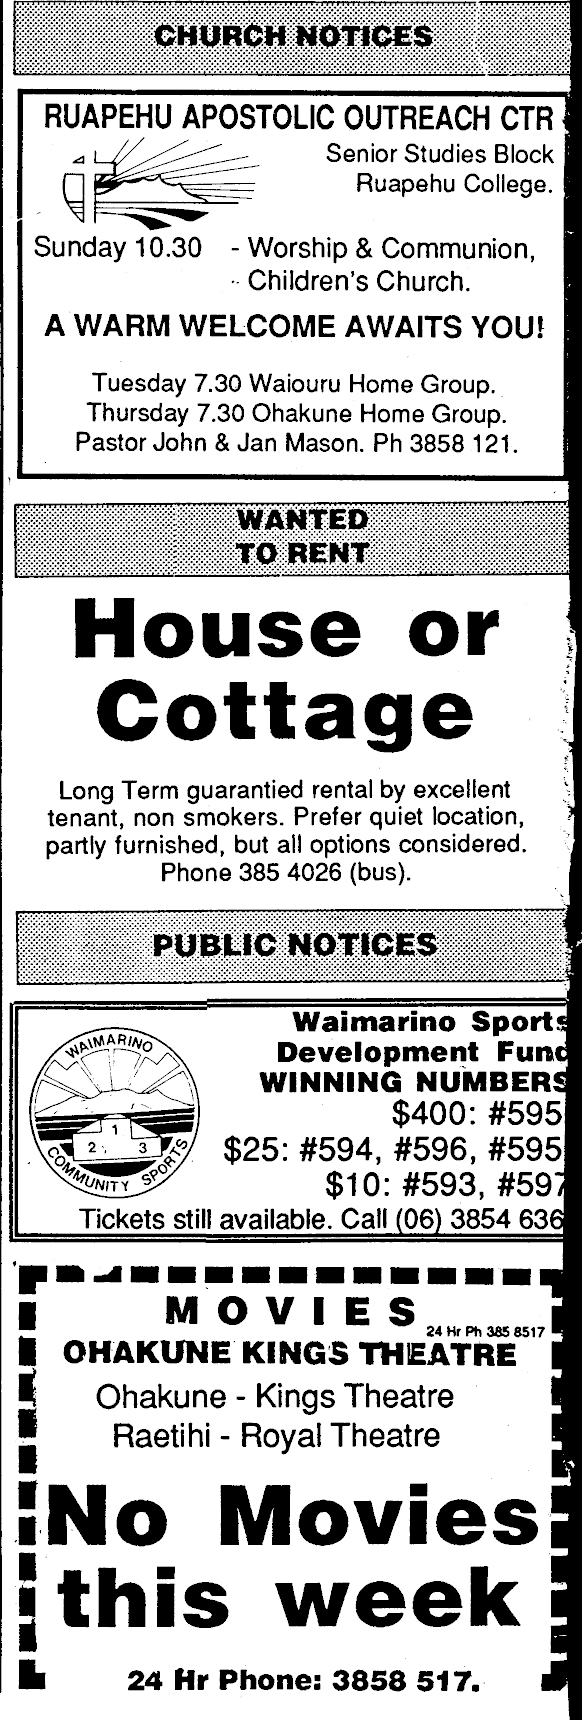 CHURCH NOTICES
RUAPEHU APOSTOLIC OUTREACH CTR
Senior Studies Block
Ruapehu College.
Sunday 10.30 - Worship & Communion,
- Children's Church.
A WARM WELCOME AWAITS YOU!
Tuesday 7.30 Waiouru Home Group.
Thursday 7.30 Ohakune Home Group.
Pastor John & Jan Mason. Ph 3858 121.
WANTED
TO RENT
House or
Cottage
Long Term guarantied rental by excellent
tenant, non smokers. Prefer quiet location,
partly furnished, but all options considered.
Phone 385 4026 (bus).
PUBLIC NOTICES
WAIMARINO
COMMUNITY SPORTS
1
2 3
Waimarino Sports
Development Fund
WINNING NUMBERS
$400: #595
$25: #594, #596, #595
$10: #593, #597
Tickets still available. Call (06) 3854 636
MOVIES
24 Hr Ph 385 8517
OHAKUNE KINGS THEATRE
Ohakune - Kings Theatre
Raetihi - Royal Theatre
No Movies
this week
24 Hr Phone: 3858 517.